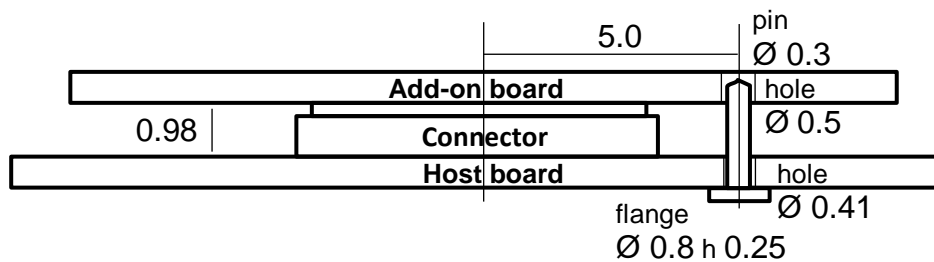 pin
5.0
Ø 0.3
Add-on board
hole
0.98
Ø 0.5
Connector
Host board
hole
Ø 0.41
flange
Ø 0.8 h 0.25